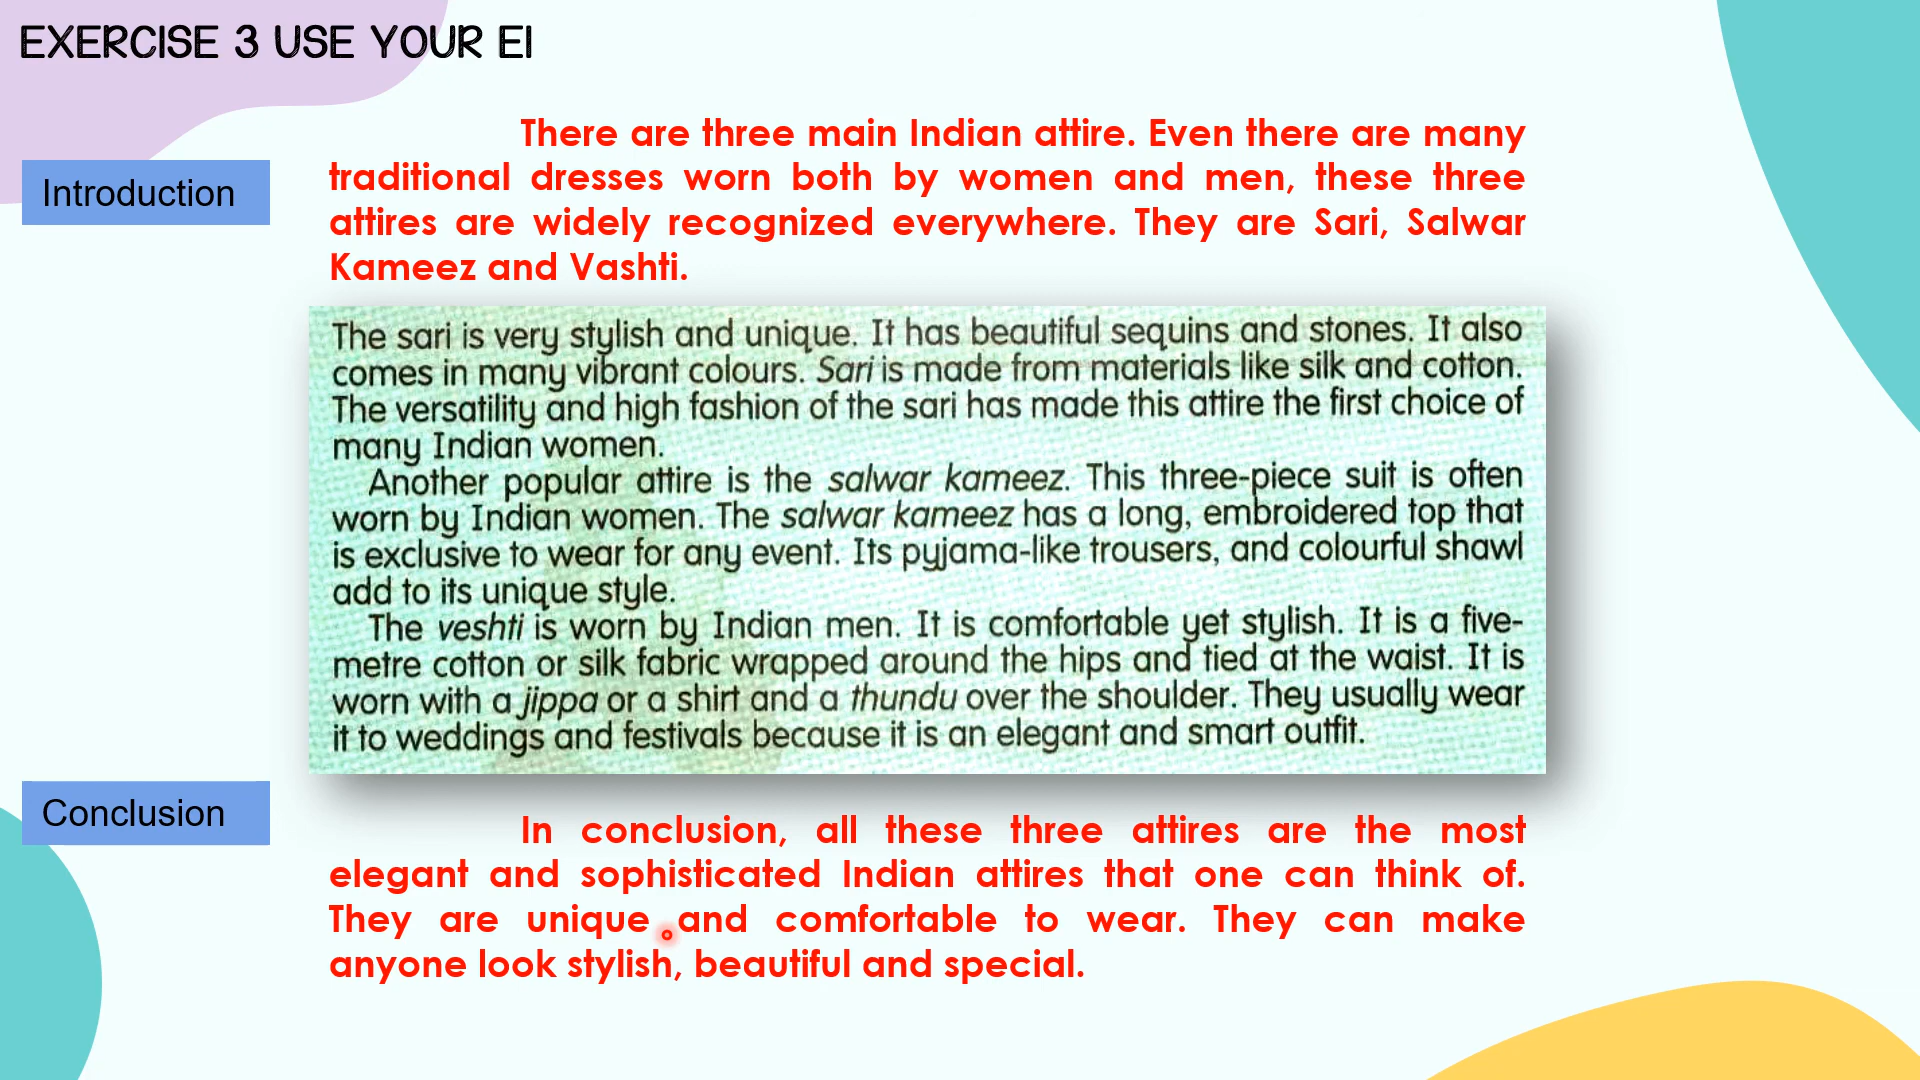 EXERCISE 3 USE YOUR EI
There are three main Indian attire. Even there are many
Introduction
traditional dresses worn both by women and men, these three
attires are widely recognized everywhere. They are Sari, Salwar
Kameez and Vashti.
The sari is very stylish and unique. It has beautiful sequins and stones. It also
comes in many vibrant colours. Sari is made from materials like silk and cotton.
The versatility and high fashion of the sari has made this attire the first choice of
many Indian women.
Another popular attire is the salwar kameez. This three-piece suit is often
worn by Indian women. The salwar kameez has a long, embroidered top that
is exclusive to wear for any event. Its pyjama-like trousers, and colourful shawl
add to its unique style.
The veshti is worn by Indian men. It is comfortable yet stylish. It is a five-
metre cotton or silk fabric wrapped around the hips and tied at the waist. It is
worn with a jippa or a shirt and a thundu over the shoulder. They usually wear
it to weddings and festivals because it is an elegant and smart outfit.
Conclusion
In conclusion, all these three attires are the most
elegant and sophisticated Indian attires that one can think of.
They are unique and comfortable to wear. They can make
anyone look stylish, beautiful and special.